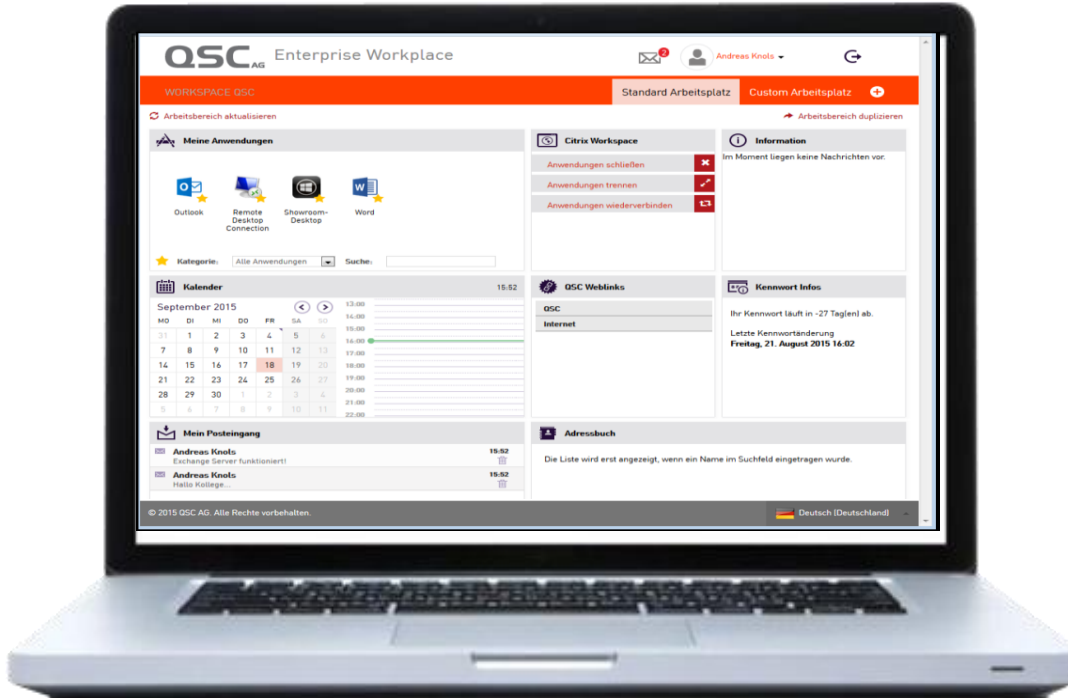 QSC AG Enterprise Workplace
2
Andreas Knols
WORKSPACE QSC
Standard Arbeitsplatz
Custom Arbeitsplatz
Arbeitsbereich aktualisieren
Arbeitsbereich duplizieren
Meine Anwendungen
Outlook
Remote
Desktop
Connection
Showroom-
Desktop
Word
Kategorie:
Alle Anwendungen
Suche:
Citrix Workspace
Anwendungen schließen
Anwendungen trennen
Anwendungen wiederverbinden
Information
Im Moment liegen keine Nachrichten vor.
Kalender
15:52
September 2015
MO DI MI DO FR SA SO
31 1 2 3 4 5 6
7 8 9 10 11 12 13
14 15 16 17 18 19 20
21 22 23 24 25 26 27
28 29 30 1 2 3 4
5 6 7 8 9 10 11
13:00
14:00
15:00
16:00
17:00
18:00
19:00
20:00
21:00
22:00
QSC Weblinks
QSC
Internet
Kennwort Infos
Ihr Kennwort läuft in -27 Tag(en) ab.
Letzte Kennwortänderung
Freitag, 21. August 2015 16:02
Mein Posteingang
Andreas Knols
15:52
Exchange Server funktioniert!
Andreas Knols
15:52
Hallo Kollege...
Adressbuch
Die Liste wird erst angezeigt, wenn ein Name im Suchfeld eingetragen wurde.
© 2015 QSC AG. Alle Rechte vorbehalten.
Deutsch (Deutschland)